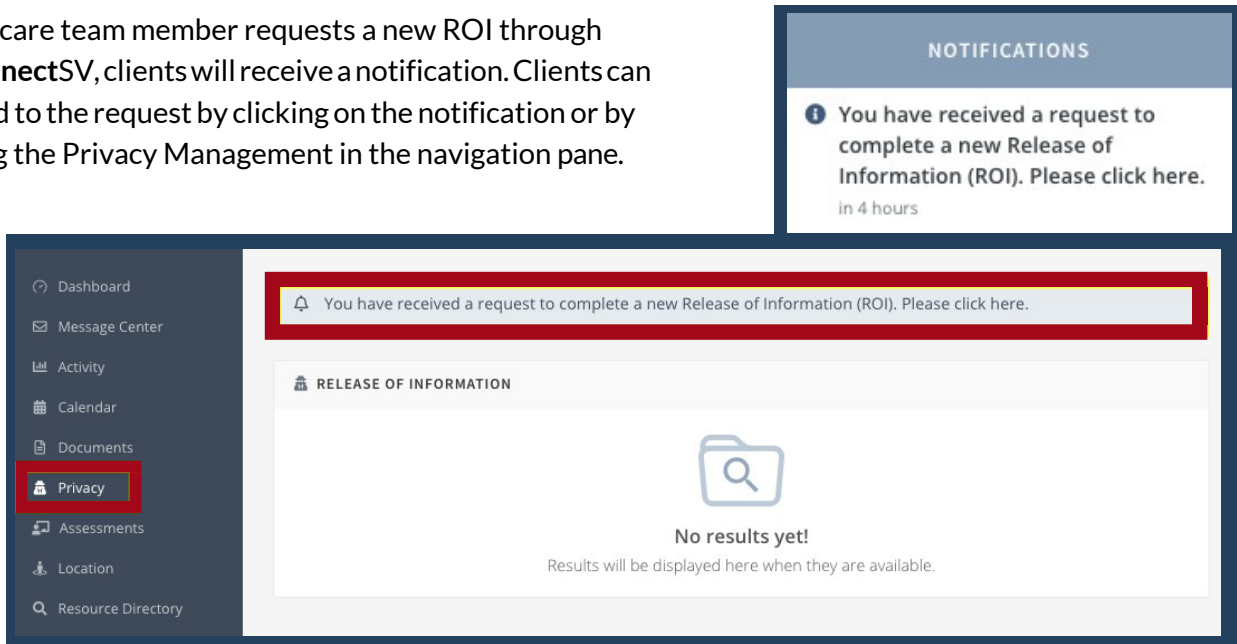 care team member requests a new ROI through
nectSV, clients will receive a notification. Clients can
d to the request by clicking on the notification or by
g the Privacy Management in the navigation pane.
NOTIFICATIONS
You have received a request to
complete a new Release of
Information (ROI). Please click here.
in 4 hours
Dashboard
Message Center
Activity
Calendar
Documents
Privacy
Assessments
Location
Resource Directory
You have received a request to complete a new Release of Information (ROI). Please click here.
RELEASE OF INFORMATION
No results yet!
Results will be displayed here when they are available.